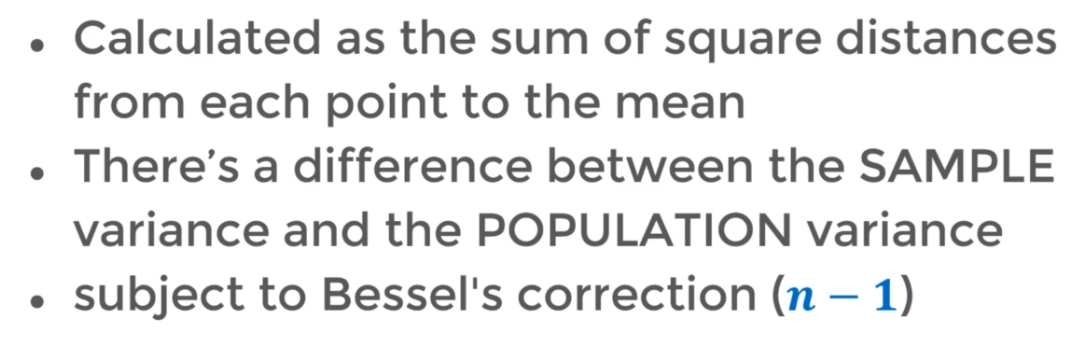 • Calculated as the sum of square distances
from each point to the mean
• There’s a difference between the SAMPLE
variance and the POPULATION variance
• subject to Bessel's correction (n − 1)